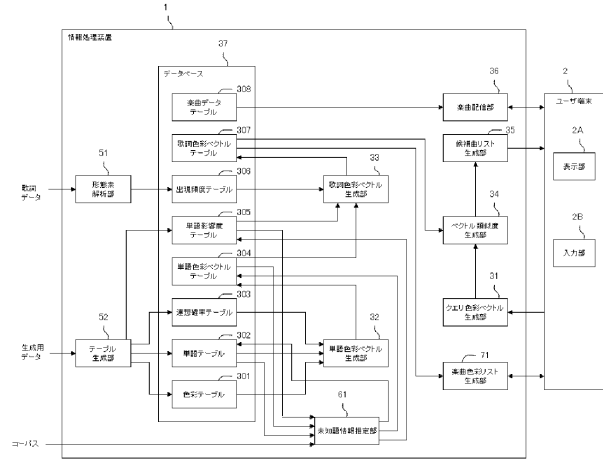 1
情報処理装置
37
データベース
308
楽曲データ
テーブル
36
楽曲配信部
2
ユーザ端末
307
歌詞色彩ベクトル
テーブル
35
候補曲リスト
生成部
2A
表示部
51
歌詞
データ
形態素
解析部
306
出現頻度テーブル
33
歌詞色彩ベクトル
生成部
305
単語影響度
テーブル
34
ベクトル類似度
生成部
2B
入力部
304
単語色彩ベクトル
テーブル
31
クエリ色彩ベクトル
生成部
303
連想確率テーブル
52
生成用
データ
テーブル
生成部
302
単語テーブル
32
単語色彩ベクトル
生成部
301
色彩テーブル
71
楽曲色彩リスト
生成部
61
未知語情報推定部
コーパス